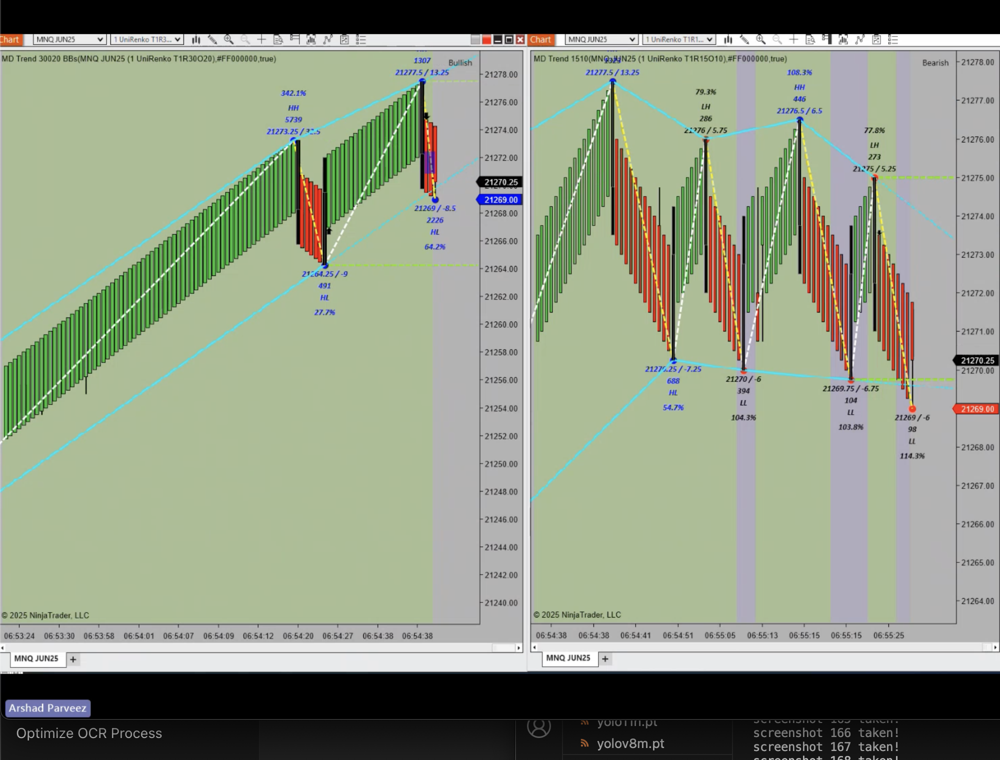 Chart MNQ JUN25 1 UniRenko T1R3...
MD Trend 30020 BBs(MNQ JUN25 (1 UniRenko T1R30O20),#FF000000,true)
Bullish
1307
21277.5 / 13.25
342.1%
HH
5739
21264.25 / -9
491
HL
27.7%
21269 / -8.5
2226
HL
64.2%
21278.00
21276.00
21274.00
21272.00
21270.25
21269.00
21268.00
21266.00
21264.00
21262.00
21260.00
21258.00
21256.00
21254.00
21252.00
21250.00
21248.00
21246.00
21244.00
21242.00
21240.00
© 2025 NinjaTrader, LLC
06:53:24 06:53:30 06:53:58 06:54:01 06:54:07 06:54:09 06:54:12 06:54:20 06:54:27 06:54:38 06:54:38
MNQ JUN25 +
Chart MNQ JUN25 1 UniRenko T1R1...
MD Trend 1510(MNQ JUN25 (1 UniRenko T1R15O10),#FF000000,true)
Bearish
21277.5 / 13.25
79.3%
LH
286
21276 / 5.75
108.3%
HH
446
21276.5 / 6.5
77.8%
LH
273
21275 / 5.25
688
HL
54.7%
21270 / -6
394
LL
104.3%
21269.75 / -6.75
104
LL
103.8%
21269 / -6
98
LL
114.3%
21278.00
21277.00
21276.00
21275.00
21274.00
21273.00
21272.00
21271.00
21270.25
21270.00
21269.00
21268.00
21267.00
21266.00
21265.00
21264.00
© 2025 NinjaTrader, LLC
06:54:38 06:54:38 06:54:41 06:54:51 06:55:05 06:55:13 06:55:15 06:55:15 06:55:25
MNQ JUN25 +
Arshad Parveez
Optimize OCR Process
yolo11n.pt
yolov8m.pt
screenshot 166 taken!
screenshot 167 taken!
screenshot 168 taken!